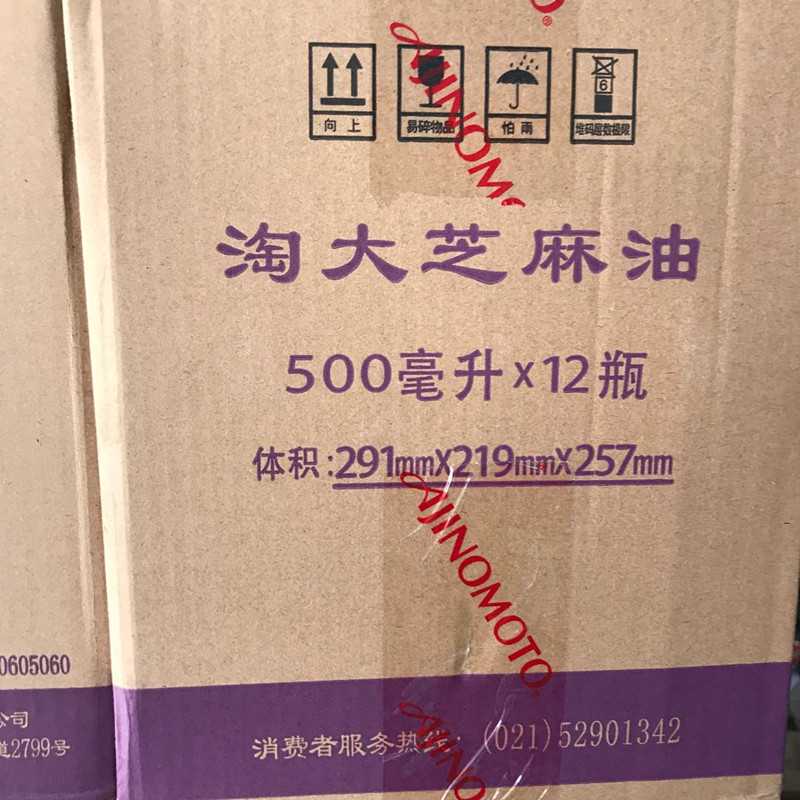 向上
易碎物品
怕雨
6
堆码层数极限
AJINOMOTO
®
淘大芝麻油
500毫升x12瓶
体积:291mmX219mmX257mm
AJINOMOTO
®
0605060
公司
道2799号
消费者服务热线:(021)52901342
AJINOMOTO